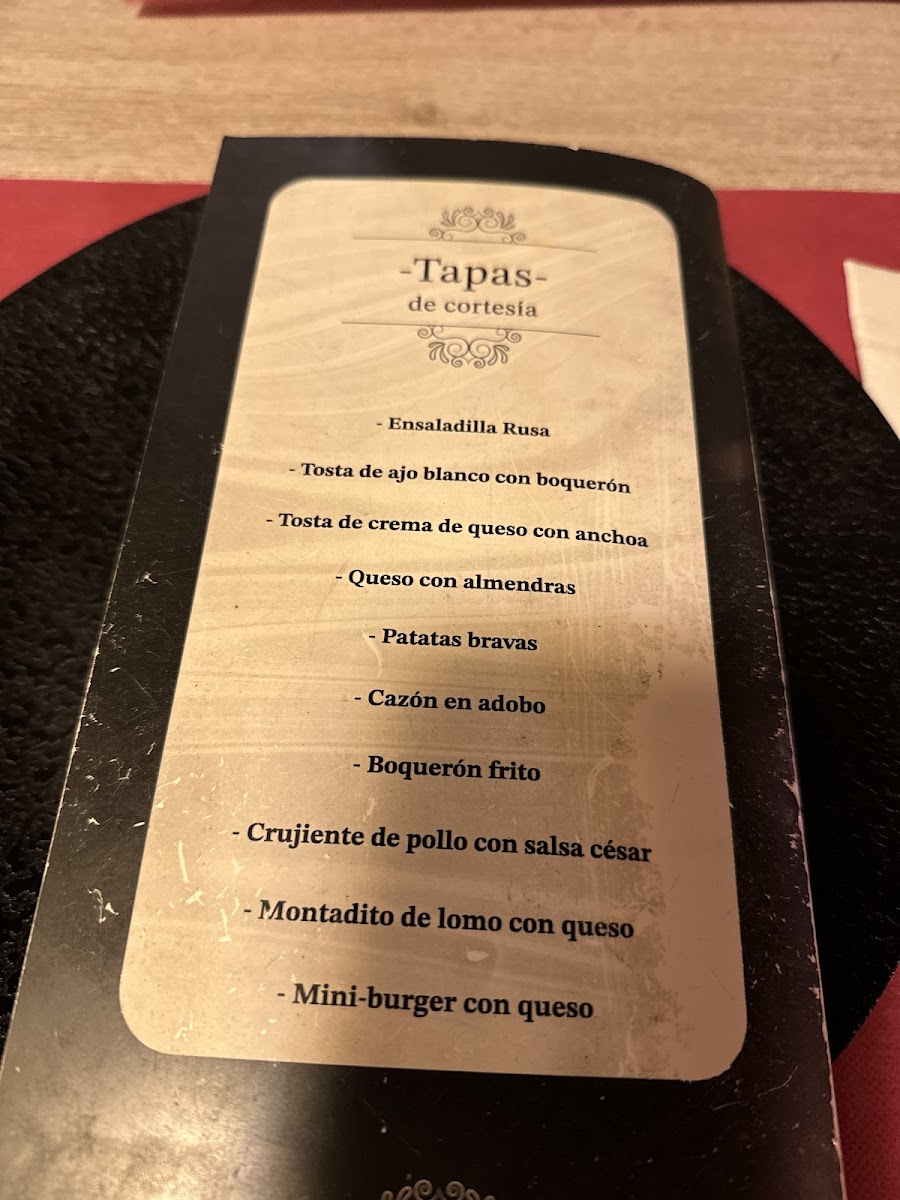 -Tapas-
de cortesía
- Ensaladilla Rusa
- Tosta de ajo blanco con boquerón
- Tosta de crema de queso con anchoa
- Queso con almendras
- Patatas bravas
- Cazón en adobo
- Boquerón frito
- Crujiente de pollo con salsa césar
- Montadito de lomo con queso
- Mini-burger con queso